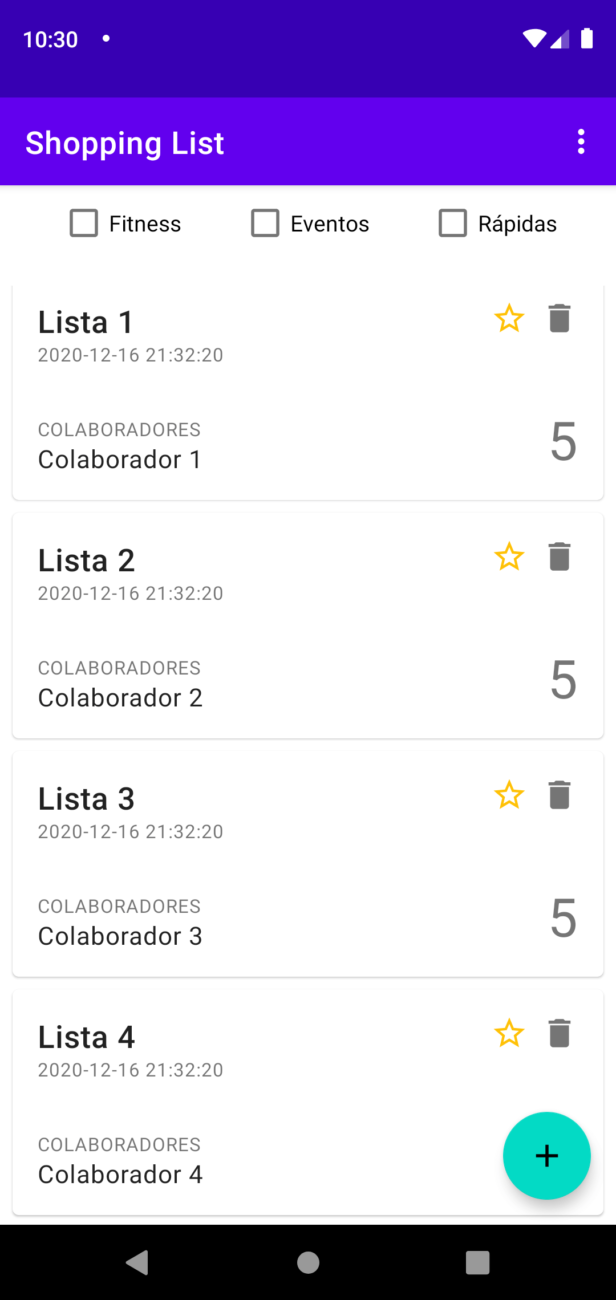 10:30
Shopping List
Fitness Eventos Rápidas
Lista 1
2020-12-16 21:32:20
COLABORADORES
Colaborador 1
5
Lista 2
2020-12-16 21:32:20
COLABORADORES
Colaborador 2
5
Lista 3
2020-12-16 21:32:20
COLABORADORES
Colaborador 3
5
Lista 4
2020-12-16 21:32:20
COLABORADORES
Colaborador 4
+